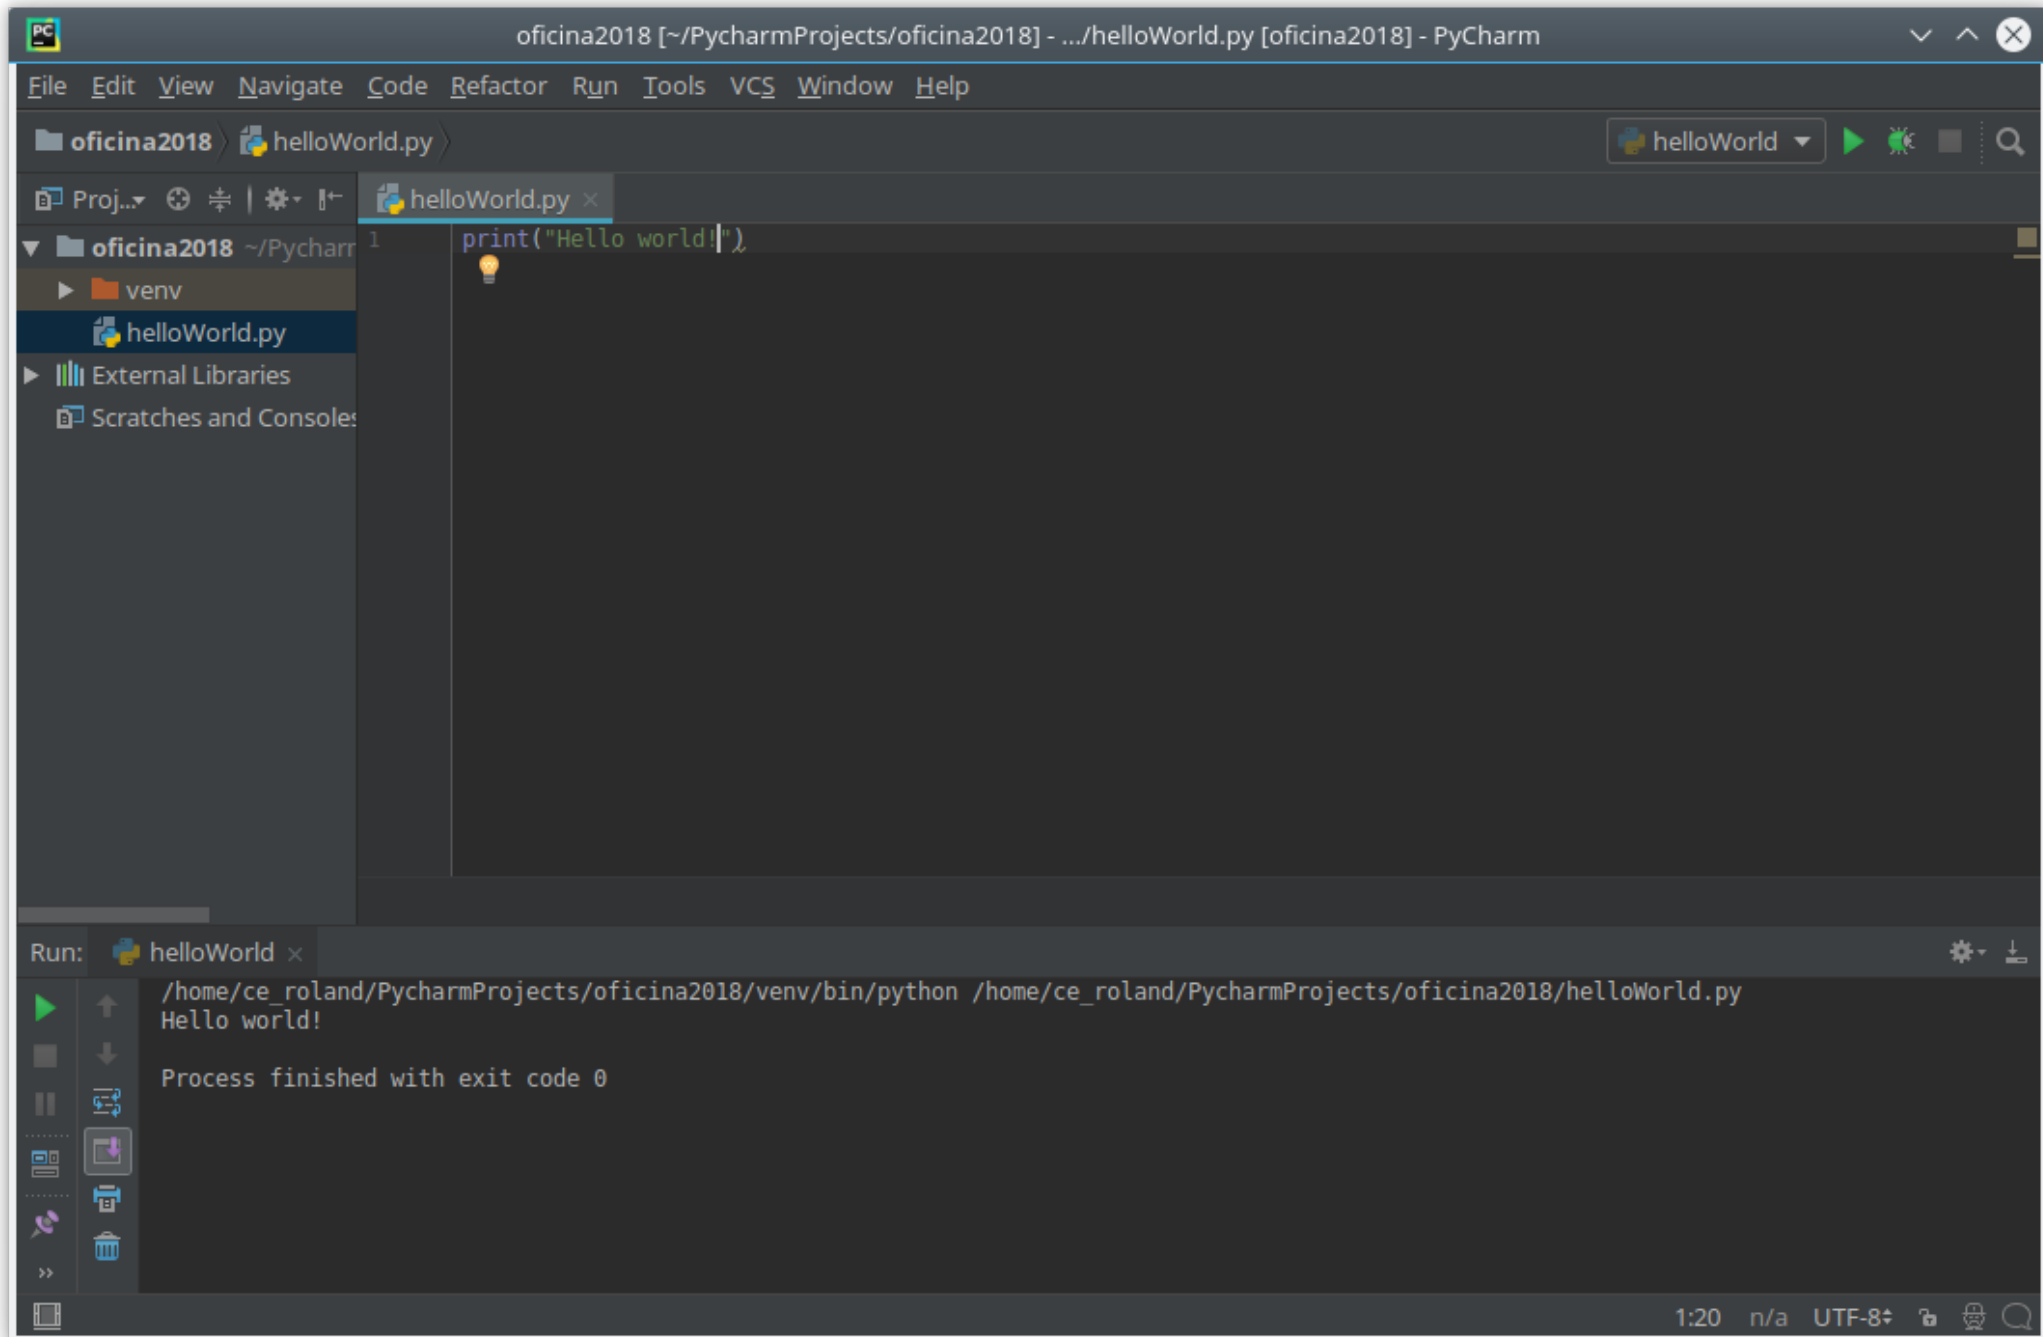 PC oficina2018 [~/PycharmProjects/oficina2018] - .../helloWorld.py [oficina2018] - PyCharm
File Edit View Navigate Code Refactor Run Tools VCS Window Help
oficina2018 helloWorld.py helloWorld
Proj... helloWorld.py
oficina2018 ~/Pychar
1 print("Hello world!")
venv
helloWorld.py
External Libraries
Scratches and Consoles
Run: helloWorld
/home/ce_roland/PycharmProjects/oficina2018/venv/bin/python /home/ce_roland/PycharmProjects/oficina2018/helloWorld.py
Hello world!
Process finished with exit code 0
1:20 n/a UTF-8